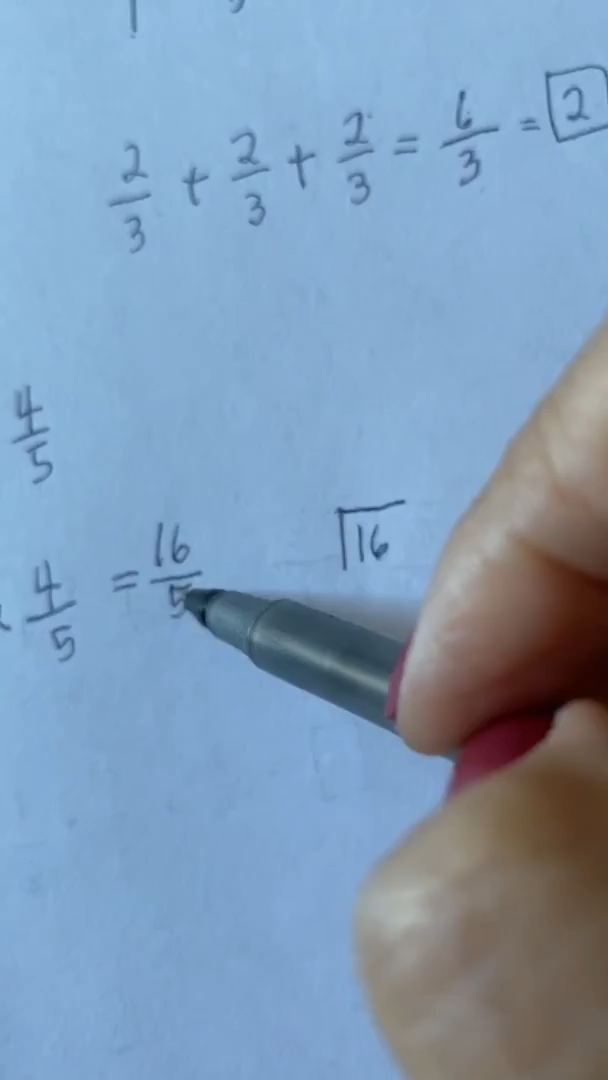 2/3 + 2/3 + 2/3 = 6/3 = 2
4/5
4/5 = 16/5
16